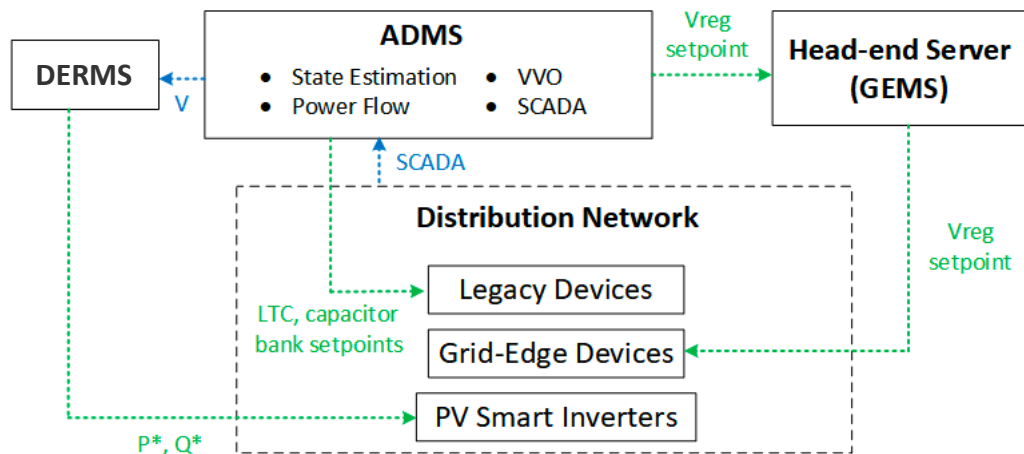 ADMS
• State Estimation
• Power Flow
• VVO
• SCADA
DERMS
V
Vreg
setpoint
Head-end Server
(GEMS)
SCADA
Distribution Network
Vreg
setpoint
Legacy Devices
LTC, capacitor
bank setpoints
Grid-Edge Devices
PV Smart Inverters
P*, Q*